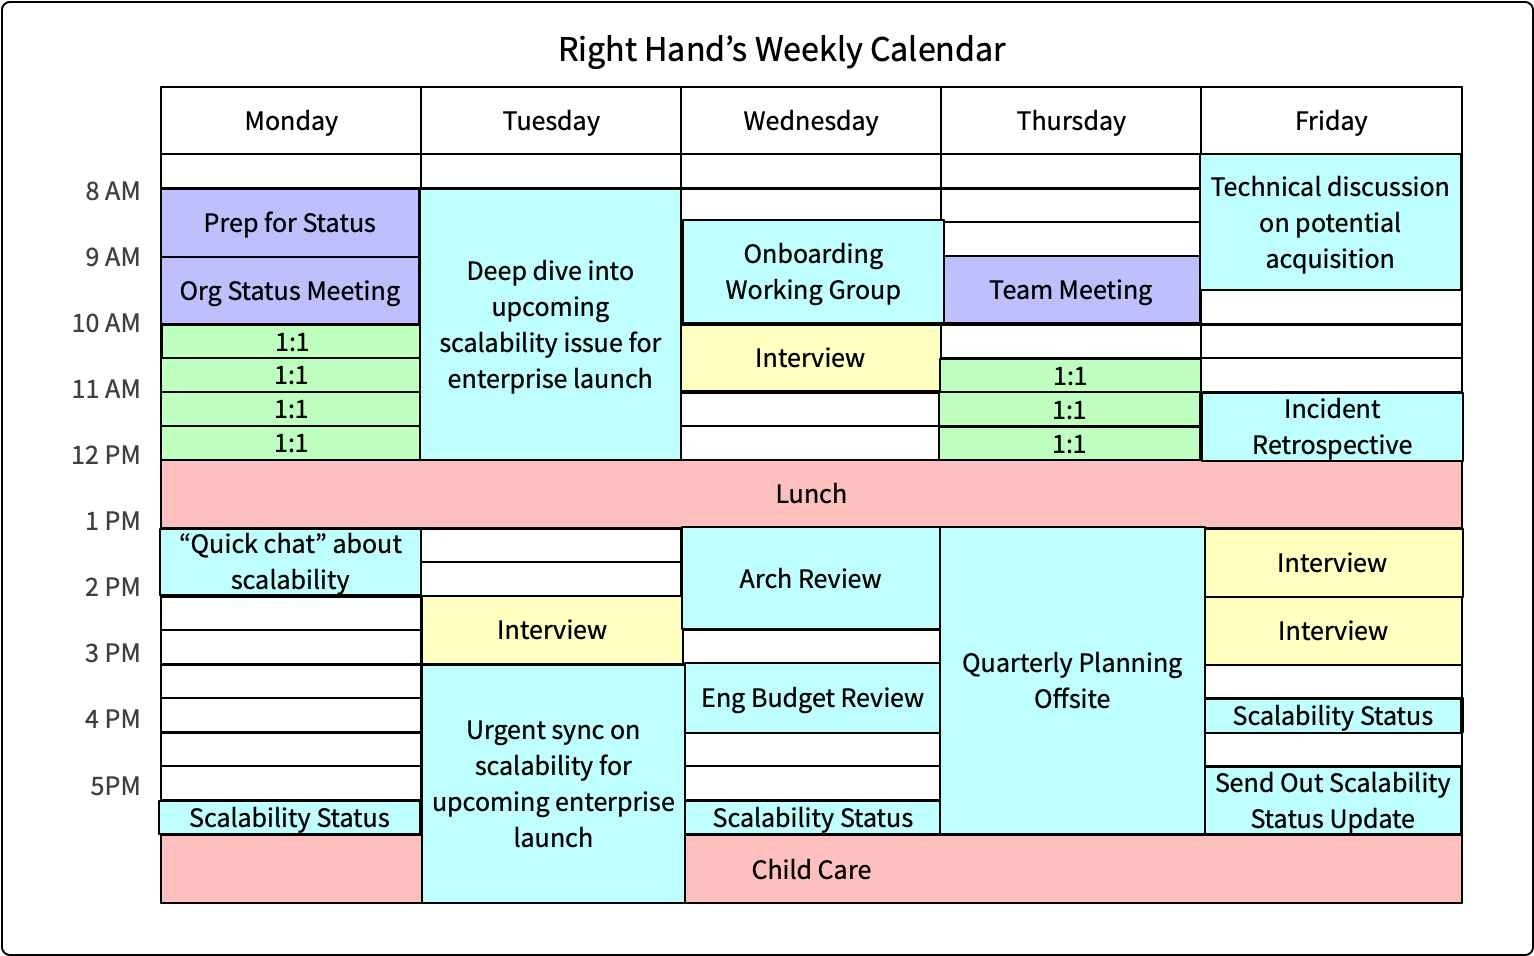 Right Hand’s Weekly Calendar
Monday
Tuesday
Wednesday
Thursday
Friday
8 AM
9 AM
10 AM
11 AM
12 PM
1 PM
2 PM
3 PM
4 PM
5PM
Prep for Status
Org Status Meeting
1:1
1:1
1:1
1:1
Deep dive into
upcoming
scalability issue for
enterprise launch
Onboarding
Working Group
Interview
Team Meeting
1:1
1:1
1:1
Technical discussion
on potential
acquisition
Incident
Retrospective
Lunch
“Quick chat” about
scalability
Scalability Status
Interview
Urgent sync on
scalability for
upcoming enterprise
launch
Arch Review
Eng Budget Review
Scalability Status
Quarterly Planning
Offsite
Interview
Interview
Scalability Status
Send Out Scalability
Status Update
Child Care